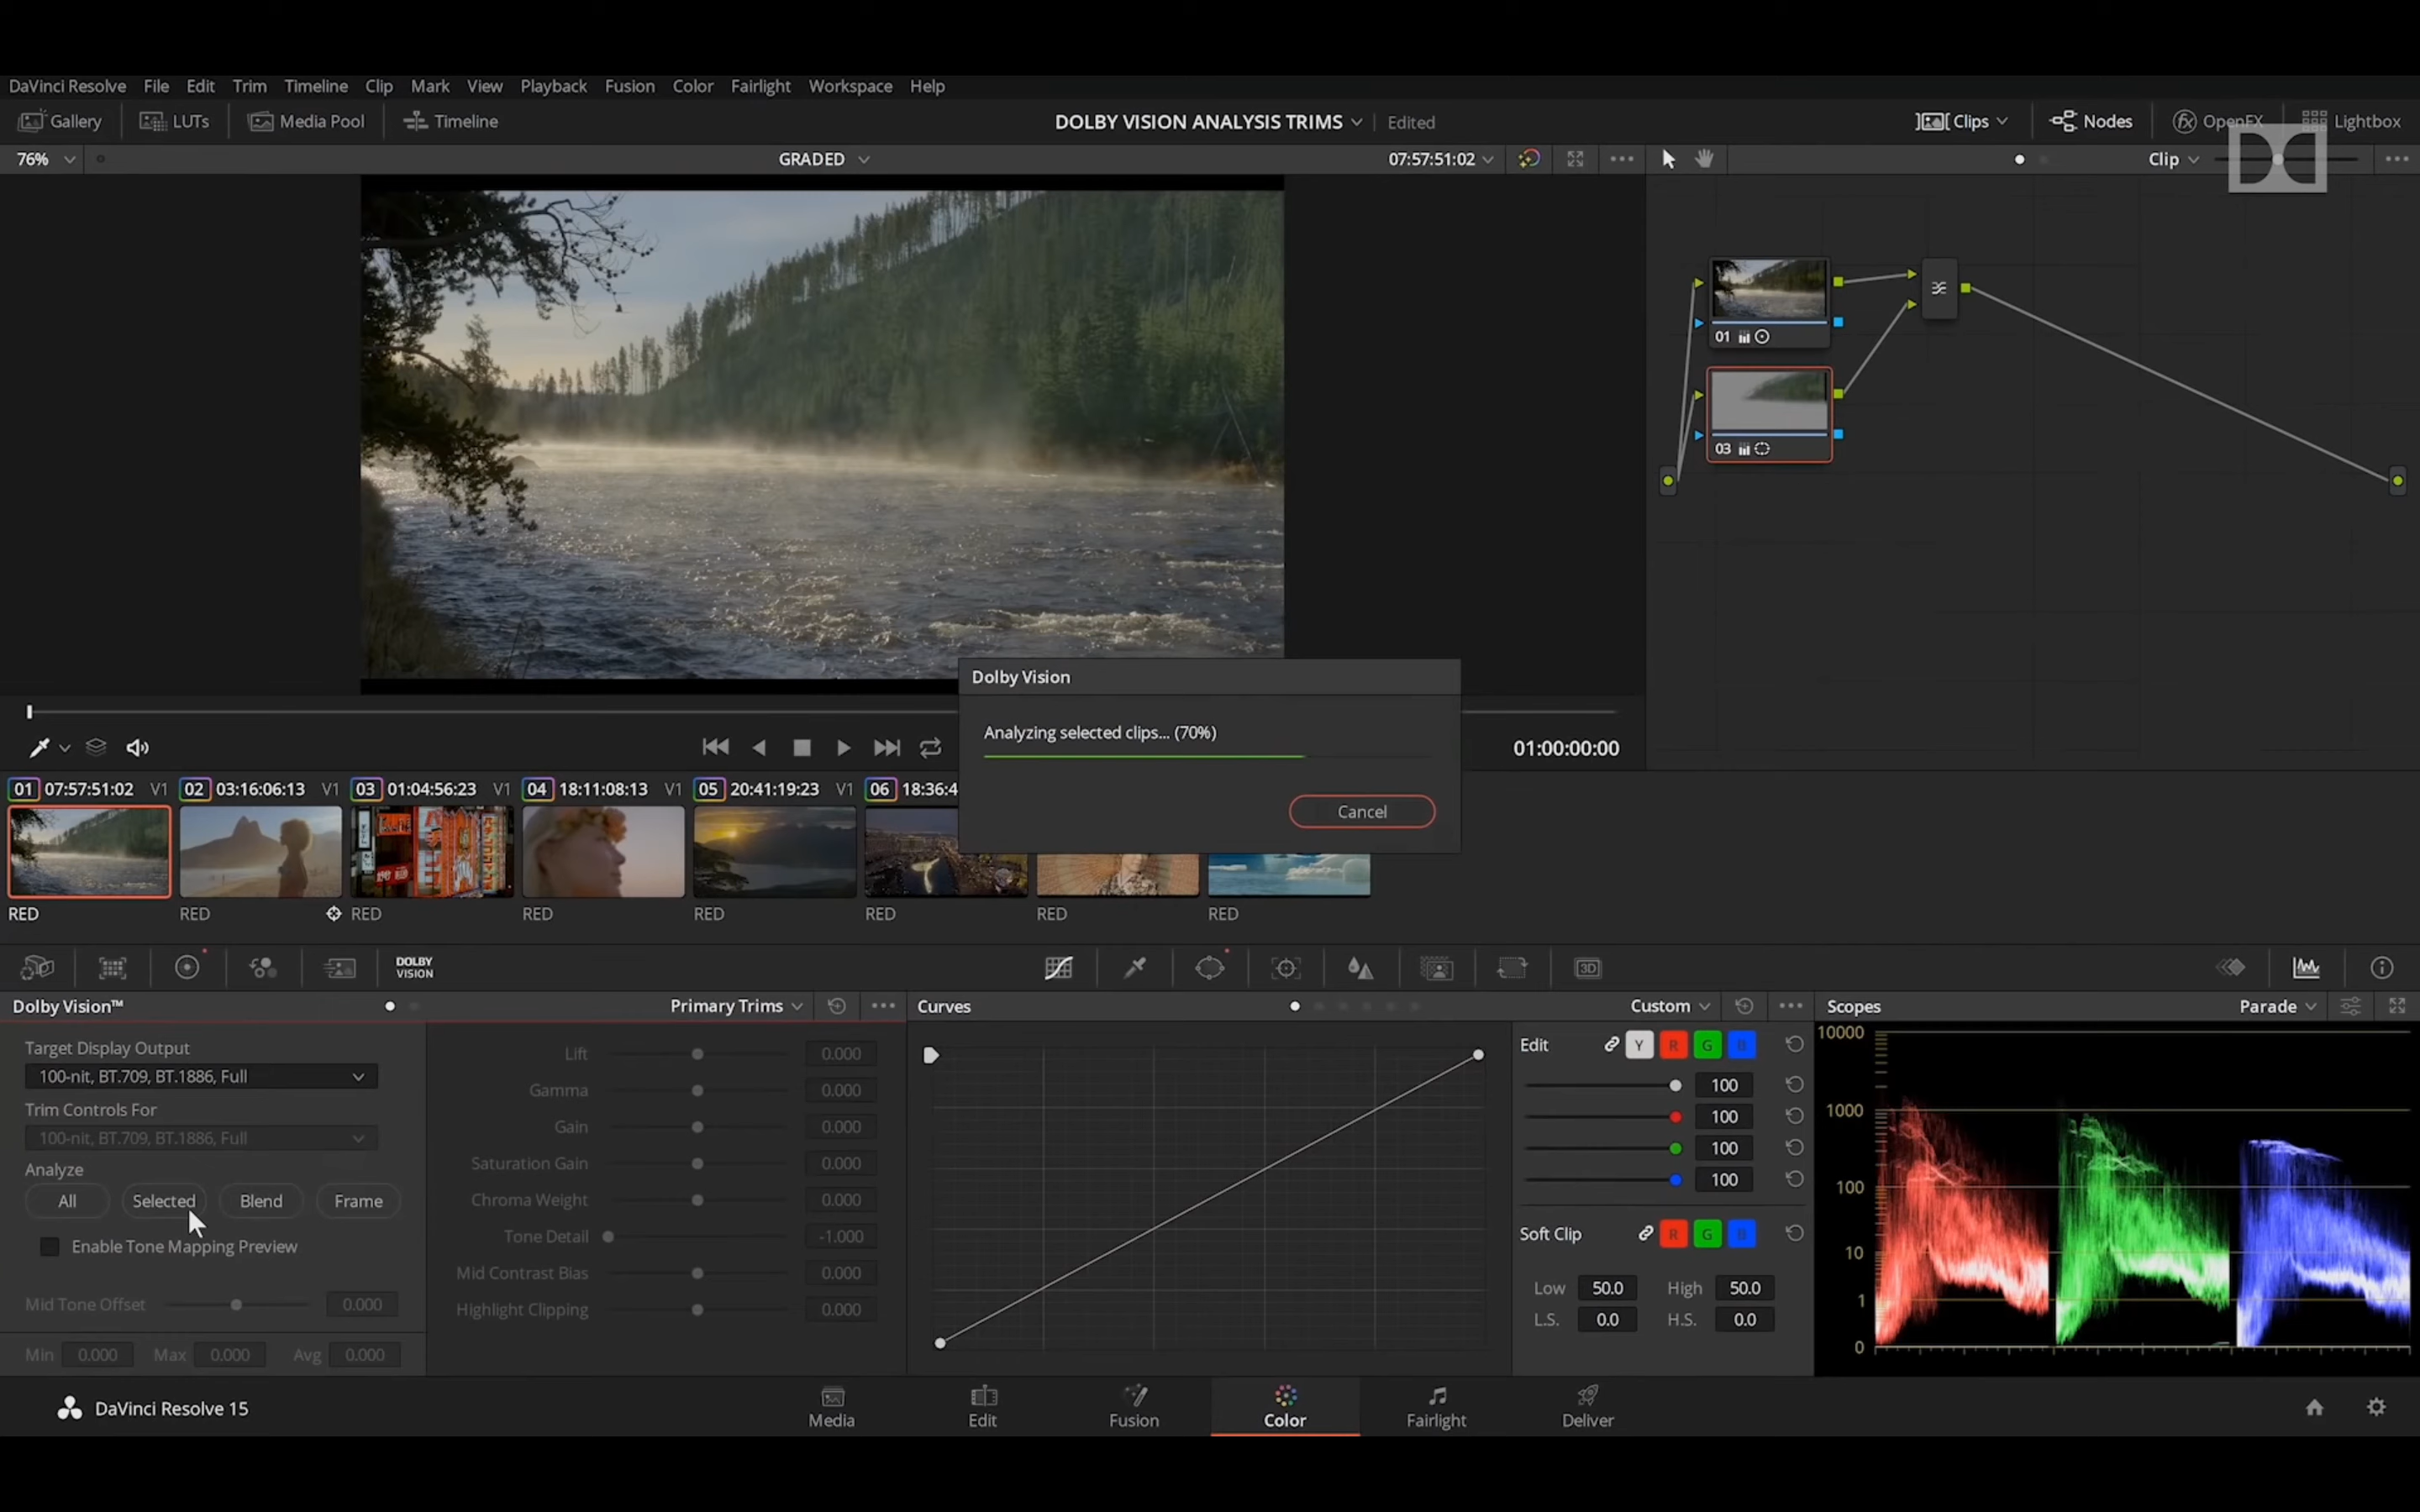 DaVinci Resolve File Edit Trim Timeline Clip Mark View Playback Fusion Color Fairlight Workspace Help
Gallery LUTs Media Pool Timeline DOLBY VISION ANALYSIS TRIMS Edited Clips Nodes OpenFX Lightbox
76% GRADED 07:57:51:02 Clip
01
03
Dolby Vision
Analyzing selected clips... (70%)
Cancel
01:00:00:00
01 07:57:51:02 V1 02 03:16:06:13 V1 03 01:04:56:23 V1 04 18:11:08:13 V1 05 20:41:19:23 V1 06 18:36:4
RED RED RED RED RED RED RED RED
DOLBY
VISION
3D
Dolby Vision™ Primary Trims Curves Custom Scopes Parade
Target Display Output
100-nit, BT.709, BT.1886, Full
Trim Controls For
100-nit, BT.709, BT.1886, Full
Analyze
All Selected Blend Frame
Enable Tone Mapping Preview
Mid Tone Offset 0.000
Min 0.000 Max 0.000 Avg 0.000
Lift 0.000
Gamma 0.000
Gain 0.000
Saturation Gain 0.000
Chroma Weight 0.000
Tone Detail -1.000
Mid Contrast Bias 0.000
Highlight Clipping 0.000
Edit Y R G B
100
100
100
100
Soft Clip R G B
Low 50.0 High 50.0
L.S. 0.0 H.S. 0.0
10000
1000
100
10
1
0
DaVinci Resolve 15 Media Edit Fusion Color Fairlight Deliver